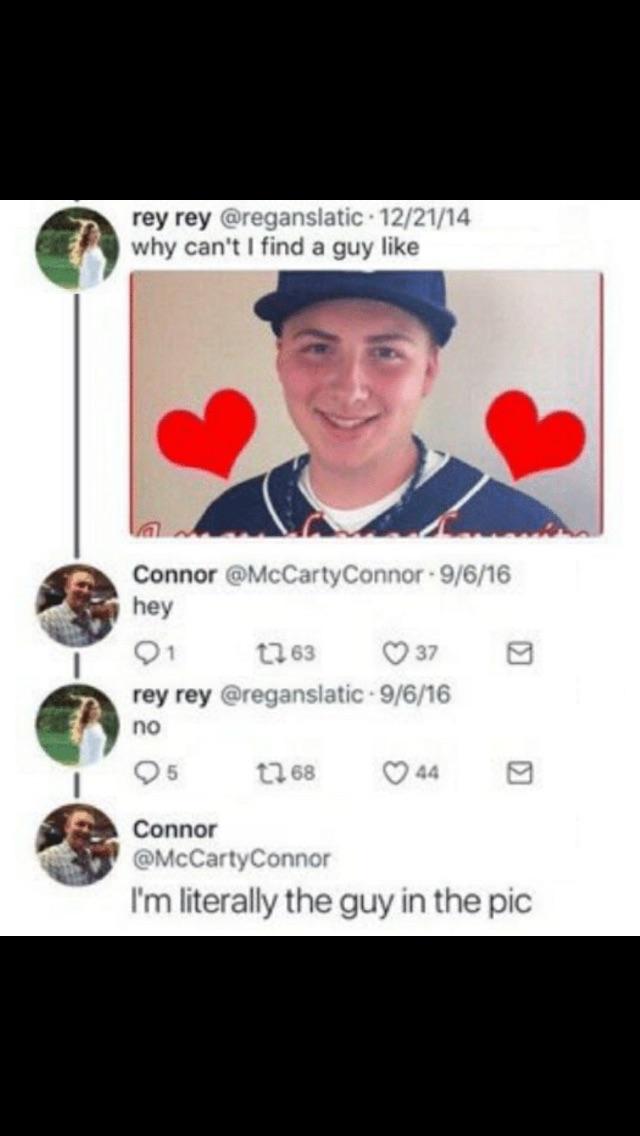 rey rey @reganslatic · 12/21/14
why can't I find a guy like
Connor @McCartyConnor · 9/6/16
hey
1 63 37
rey rey @reganslatic · 9/6/16
no
5 68 44
Connor
@McCartyConnor
I'm literally the guy in the pic